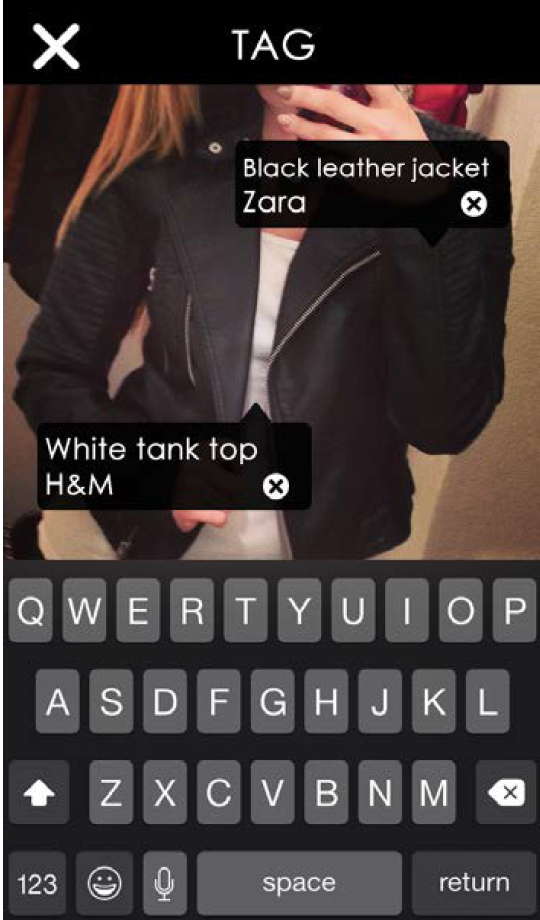 TAG
Black leather jacket
Zara
White tank top
H&M
Q W E R T Y U I O P
A S D F G H J K L
Z X C V B N M
123 space return